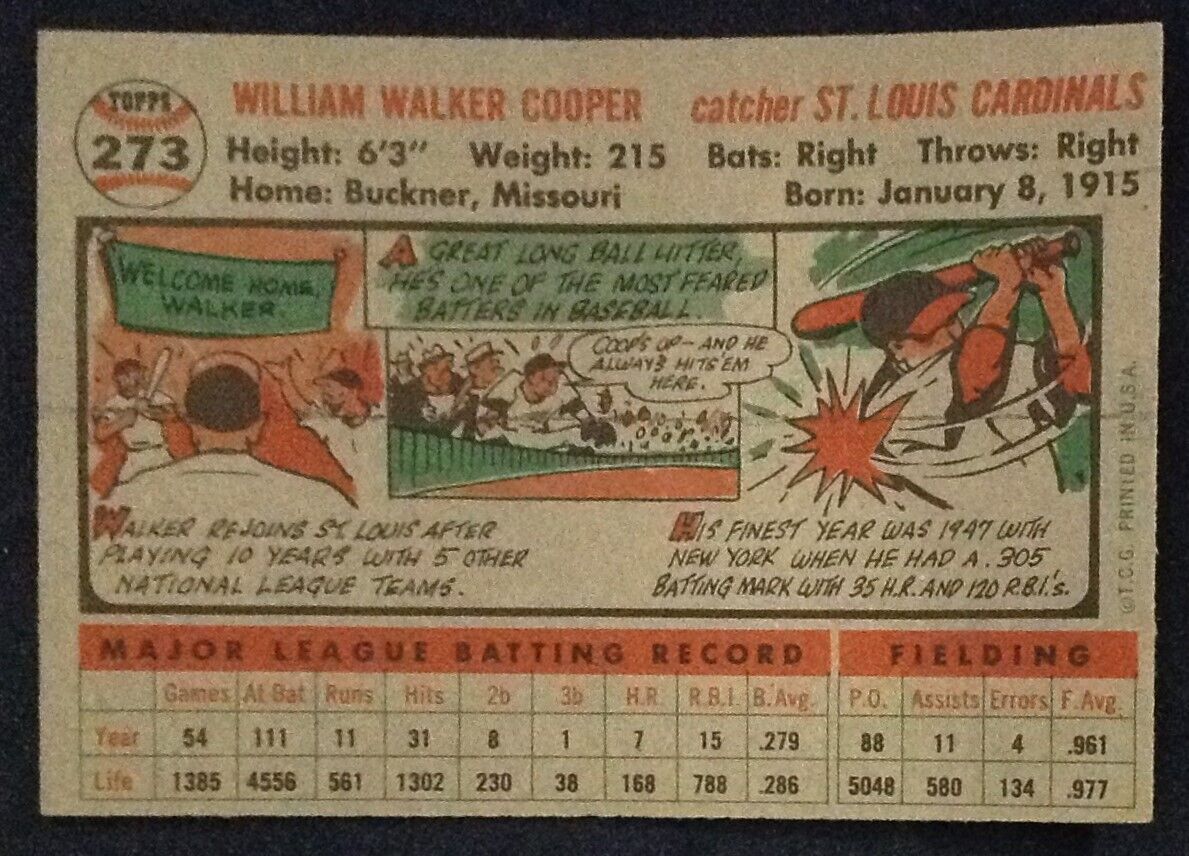 TOPPS
273
WILLIAM WALKER COOPER catcher ST. LOUIS CARDINALS
Height: 6'3" Weight: 215 Bats: Right Throws: Right
Home: Buckner, Missouri Born: January 8, 1915
WELCOME HOME,
WALKER.
A GREAT LONG BALL HITTER,
HE'S ONE OF THE MOST FEARED
BATTERS IN BASEBALL.
COOP'S UP—AND HE
ALWAYS HITS 'EM
HERE.
WALKER REJOINS ST. LOUIS AFTER
PLAYING 10 YEARS WITH 5 OTHER
NATIONAL LEAGUE TEAMS.
HIS FINEST YEAR WAS 1947 WITH
NEW YORK WHEN HE HAD A .305
BATTING MARK WITH 35 H.R. AND 120 R.B.I.'s.
©T.C.G. PRINTED IN U.S.A.
MAJOR LEAGUE BATTING RECORD FIELDING
Games At Bat Runs Hits 2b 3b H.R. R.B.I. B.Avg. P.O. Assists Errors F.Avg.
Year 54 111 11 31 8 1 7 15 .279 88 11 4 .961
Life 1385 4556 561 1302 230 38 168 788 .286 5048 580 134 .977